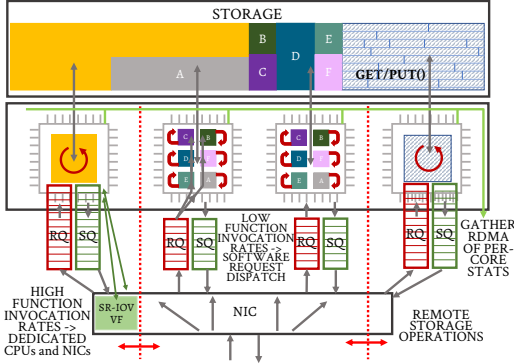 STORAGE
B
E
D
A
C
F
GET/PUT()
C
B
D
F
E
A
C
B
D
F
E
A
RQ
SQ
RQ
SQ
RQ
SQ
RQ
SQ
LOW
FUNCTION
INVOCATION
RATES ->
SOFTWARE
REQUEST
DISPATCH
GATHER
RDMA
OF PER-
CORE
STATS
HIGH
FUNCTION
INVOCATION
RATES ->
DEDICATED
CPUs and NICs
SR-IOV
VF
NIC
REMOTE
STORAGE
OPERATIONS